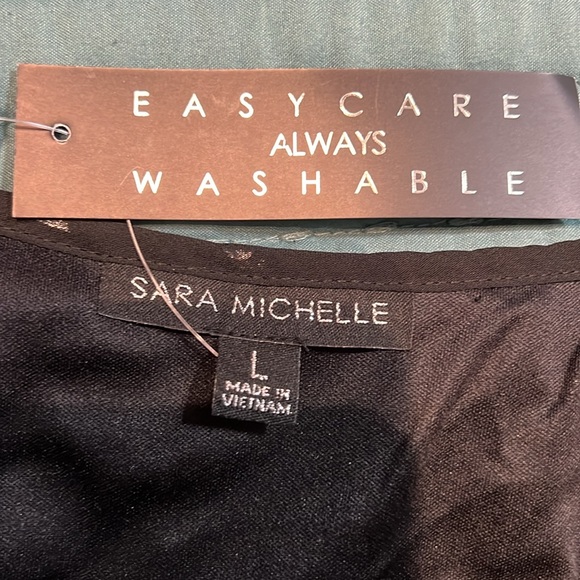 EASYCARE
ALWAYS
WASHABLE
SARA MICHELLE
L
MADE IN
VIETNAM